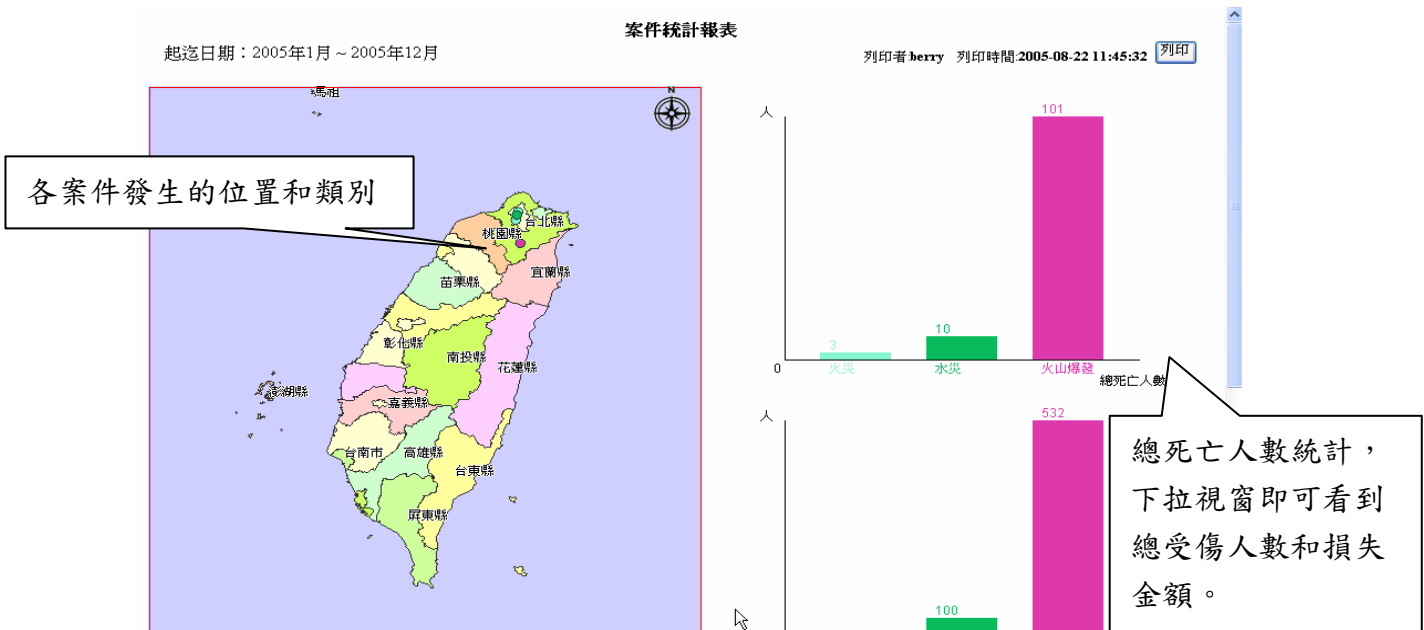 案件統計報表
起迄日期：2005年1月～2005年12月
列印者:berry 列印時間:2005-08-22 11:45:32 列印
馬祖
N
各案件發生的位置和類別
台北縣
桃園縣
宜蘭縣
苗栗縣
彰化縣
南投縣
花蓮縣
澎湖縣
嘉義縣
台南市
高雄縣
台東縣
屏東縣
人
101
10
3
0
火災
水災
火山爆發
總死亡人數
人
532
100
總死亡人數統計，
下拉視窗即可看到
總受傷人數和損失
金額。